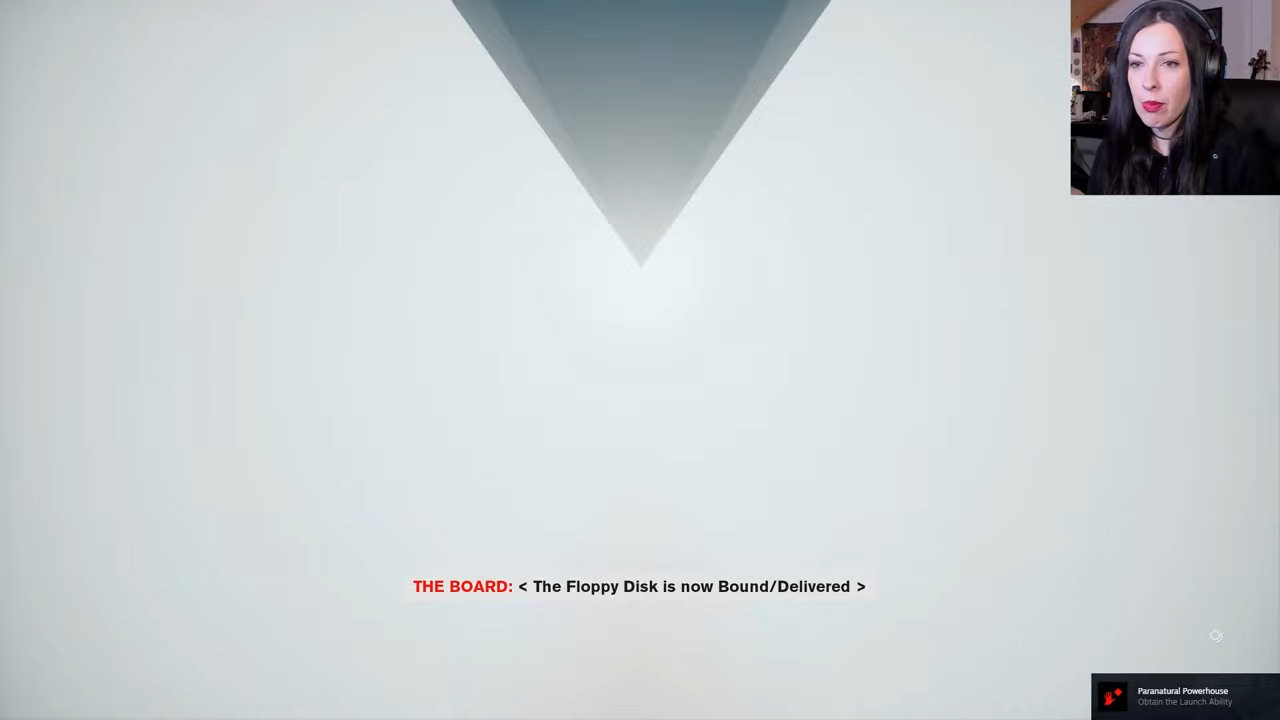 THE BOARD: < The Floppy Disk is now Bound/Delivered >
Paranatural Powerhouse
Obtain the Launch Ability